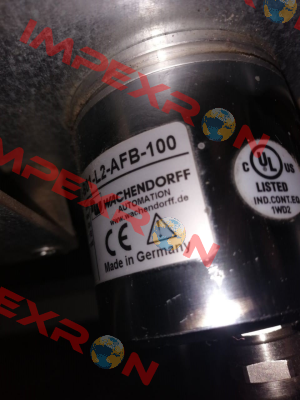 IMPEXRON
-L2-AFB-100
WACHENDORFF
AUTOMATION
www.wachendorff.de
CE
Made in Germany
C UL US
LISTED
IND.CONT.EQ
TWD2
IMPEXRON
IMPEXRON